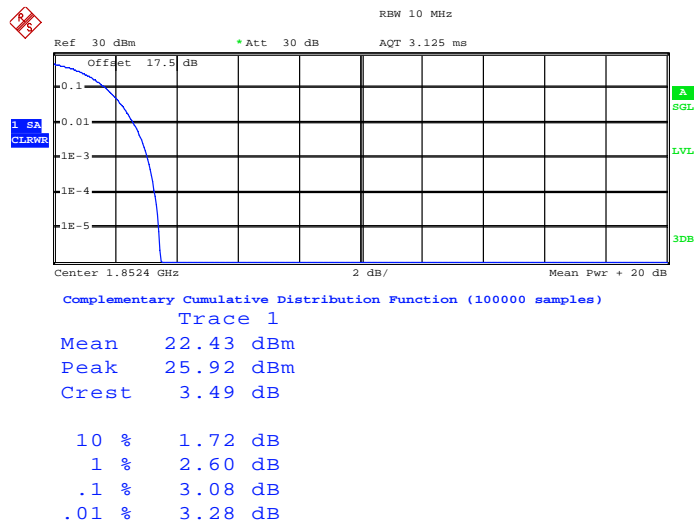 RBW 10 MHz
Ref 30 dBm * Att 30 dB AQT 3.125 ms
Offset 17.5 dB
0.1
A
SGL
1 SA
0.01
CLRWR
LVL
1E-3
1E-4
1E-5
3DB
Center 1.8524 GHz 2 dB/ Mean Pwr + 20 dB
Complementary Cumulative Distribution Function (100000 samples)
Trace 1
Mean 22.43 dBm
Peak 25.92 dBm
Crest 3.49 dB
10 % 1.72 dB
1 % 2.60 dB
.1 % 3.08 dB
.01 % 3.28 dB